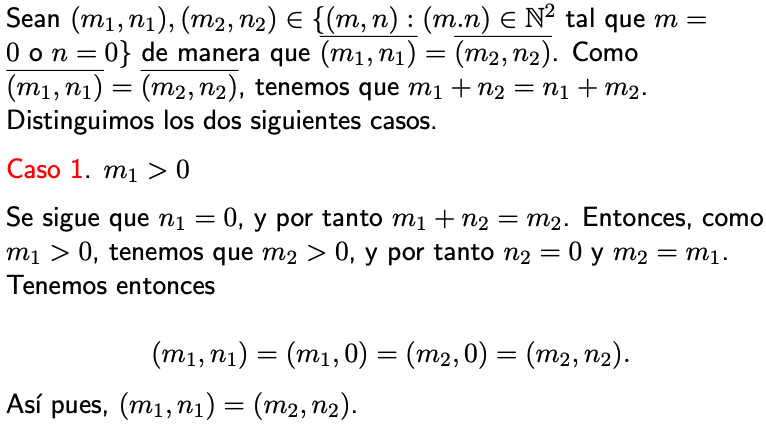 Sean $(m_1, n_1), (m_2, n_2) \in \{(m, n) : (m.n) \in \mathbb{N}^2$ tal que $m =$
$0$ o $n = 0\}$ de manera que $\overline{(m_1, n_1)} = \overline{(m_2, n_2)}$. Como
$\overline{(m_1, n_1)} = \overline{(m_2, n_2)}$, tenemos que $m_1 + n_2 = n_1 + m_2$.
Distinguimos los dos siguientes casos.
Caso 1. $m_1 > 0$
Se sigue que $n_1 = 0$, y por tanto $m_1 + n_2 = m_2$. Entonces, como
$m_1 > 0$, tenemos que $m_2 > 0$, y por tanto $n_2 = 0$ y $m_2 = m_1$.
Tenemos entonces
$(m_1, n_1) = (m_1, 0) = (m_2, 0) = (m_2, n_2).$
Así pues, $(m_1, n_1) = (m_2, n_2)$.